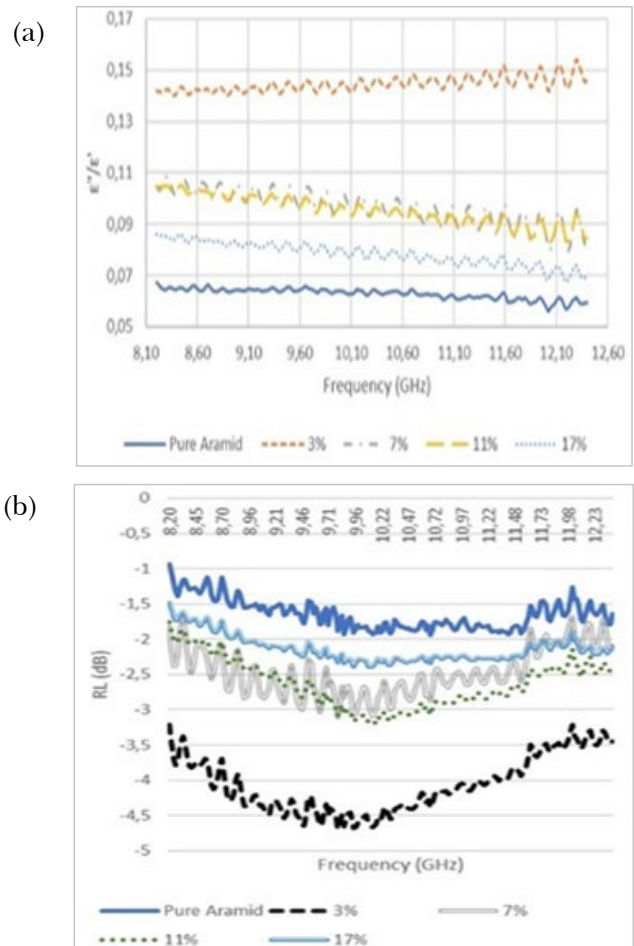 (a)
0,17
0,15
0,13
0,11
0,09
0,07
0,05
ε''/ε'
8,10 8,60 9,10 9,60 10,10 10,60 11,10 11,60 12,10 12,60
Frequency (GHz)
Pure Aramid 3% 7% 11% 17%
(b)
0
-0,5
-1
-1,5
-2
-2,5
-3
-3,5
-4
-4,5
-5
RL (dB)
8,20 8,45 8,70 8,96 9,21 9,46 9,71 9,96 10,22 10,47 10,72 10,97 11,22 11,48 11,73 11,98 12,23
Frequency (GHz)
Pure Aramid 3% 7%
11% 17%